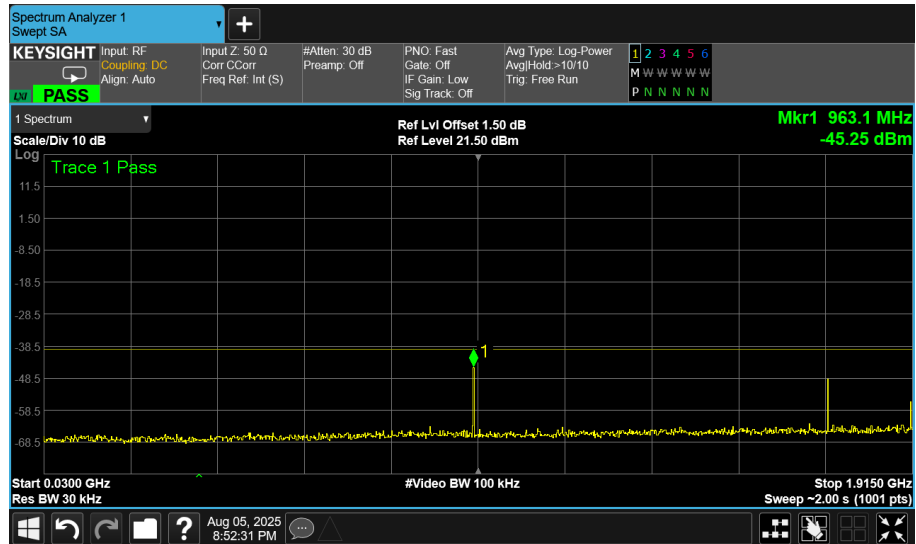 Spectrum Analyzer 1
Swept SA
▼
+
KEYSIGHT
Input: RF
Coupling: DC
Align: Auto
Input Z: 50 Ω
Corr CCorr
Freq Ref: Int (S)
#Atten: 30 dB
Preamp: Off
PNO: Fast
Gate: Off
IF Gain: Low
Sig Track: Off
Avg Type: Log-Power
Avg|Hold:>10/10
Trig: Free Run
1 2 3 4 5 6
M W W W W W
P N N N N N
LXI
PASS
1 Spectrum ▼
Scale/Div 10 dB
Ref Lvl Offset 1.50 dB
Ref Level 21.50 dBm
Mkr1 963.1 MHz
-45.25 dBm
Log
Trace 1 Pass
11.5
1.50
-8.50
-18.5
-28.5
-38.5
-48.5
-58.5
-68.5
1
Start 0.0300 GHz
Res BW 30 kHz
#Video BW 100 kHz
Stop 1.9150 GHz
Sweep ~2.00 s (1001 pts)
?
Aug 05, 2025
8:52:31 PM